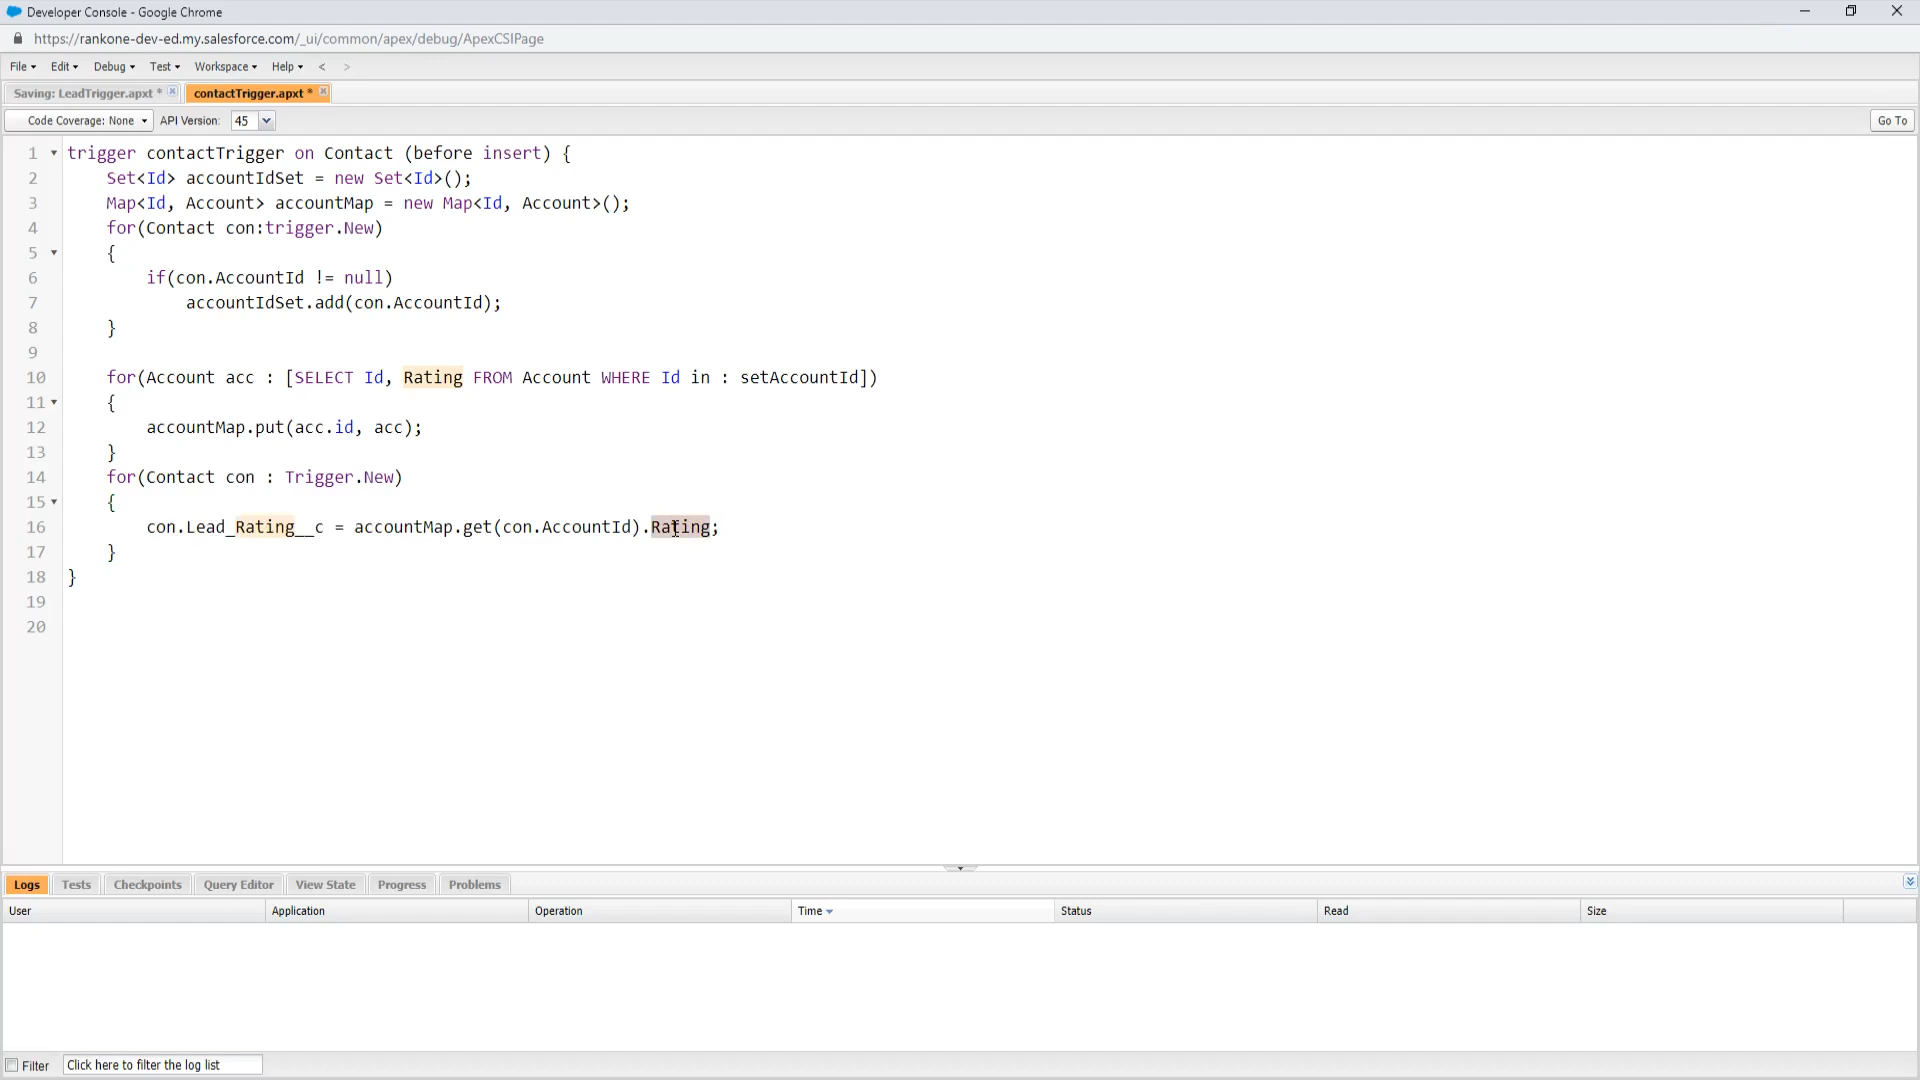 Developer Console - Google Chrome
https://rankone-dev-ed.my.salesforce.com/_ui/common/apex/debug/ApexCSIPage
File Edit Debug Test Workspace Help < >
Saving: LeadTrigger.apxt * contactTrigger.apxt *
Code Coverage: None API Version: 45 Go To
1 trigger contactTrigger on Contact (before insert) {
2 Set<Id> accountIdSet = new Set<Id>();
3 Map<Id, Account> accountMap = new Map<Id, Account>();
4 for(Contact con:trigger.New)
5 {
6 if(con.AccountId != null)
7 accountIdSet.add(con.AccountId);
8 }
9
10 for(Account acc : [SELECT Id, Rating FROM Account WHERE Id in : setAccountId])
11 {
12 accountMap.put(acc.id, acc);
13 }
14 for(Contact con : Trigger.New)
15 {
16 con.Lead_Rating__c = accountMap.get(con.AccountId).Rating;
17 }
18 }
19
20
Logs Tests Checkpoints Query Editor View State Progress Problems
User Application Operation Time Status Read Size
Filter Click here to filter the log list